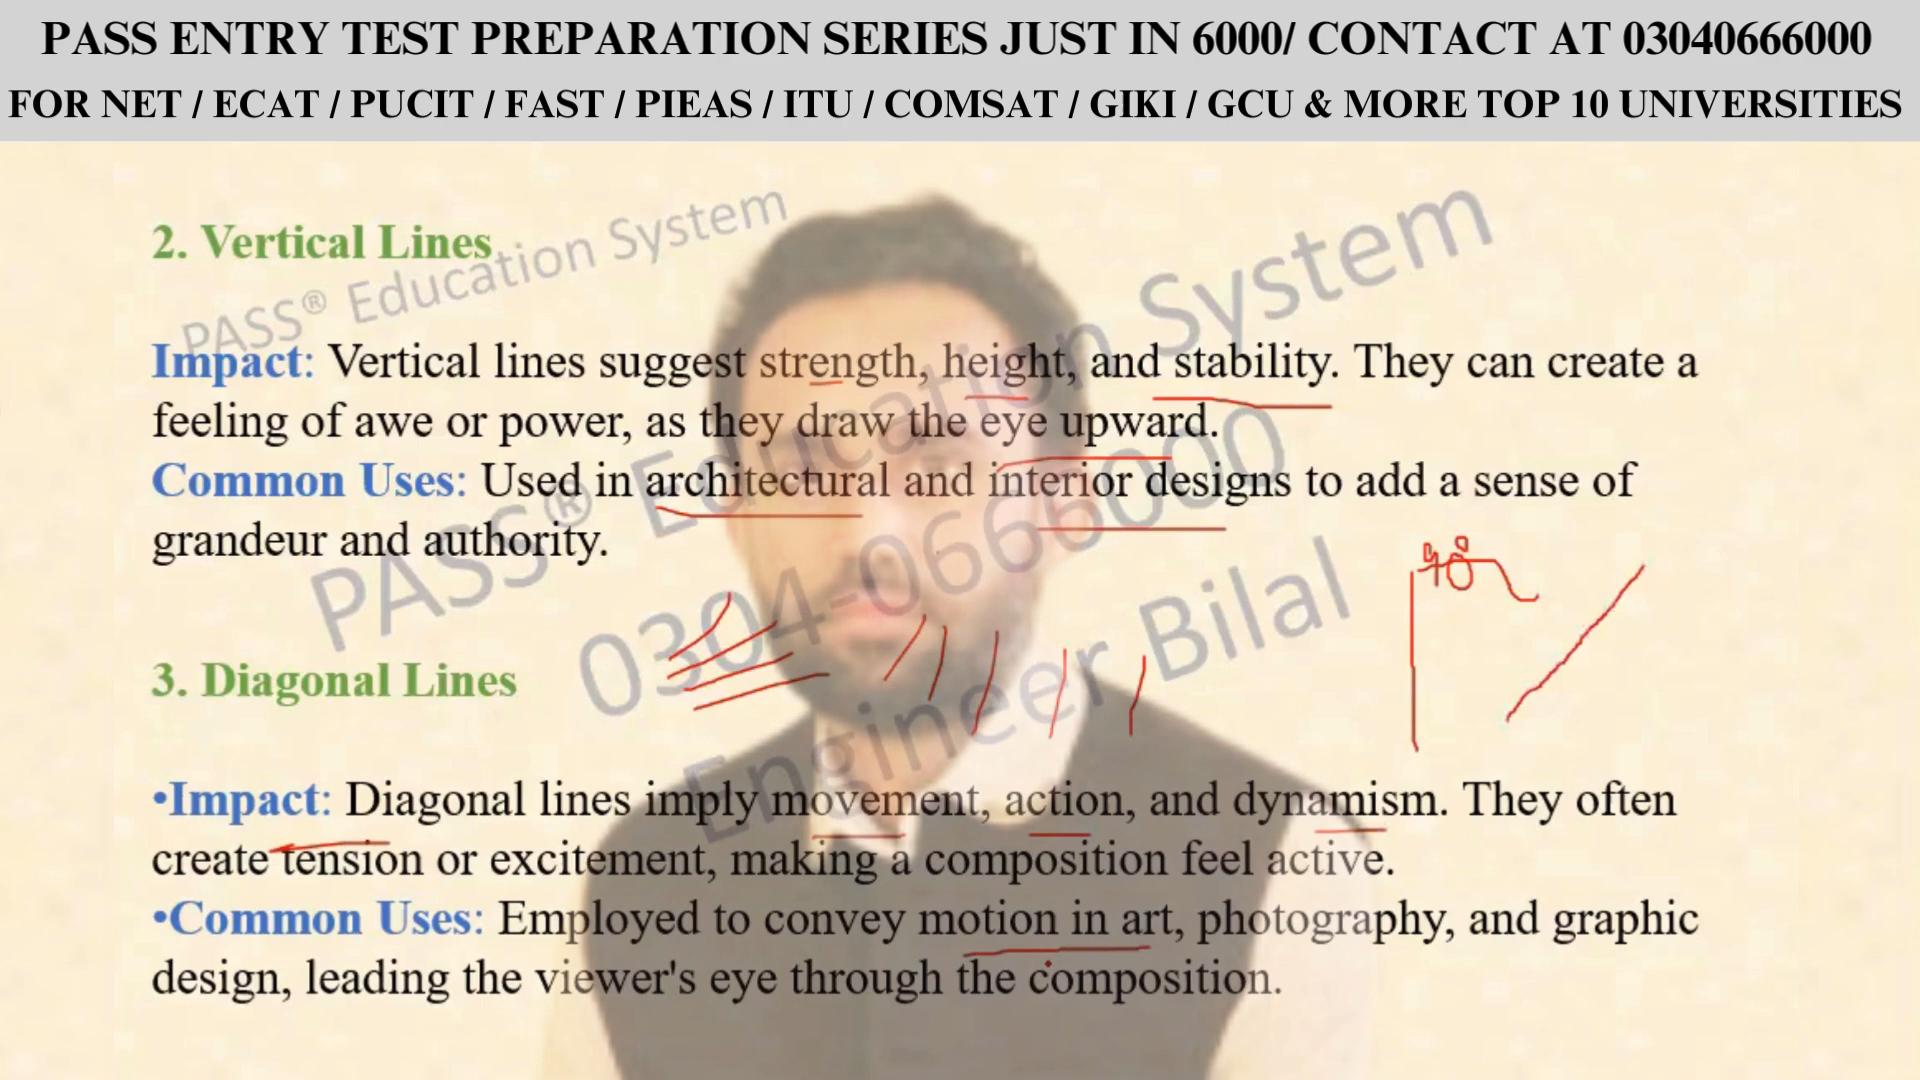 PASS ENTRY TEST PREPARATION SERIES JUST IN 6000/ CONTACT AT 03040666000
FOR NET / ECAT / PUCIT / FAST / PIEAS / ITU / COMSAT / GIKI / GCU & MORE TOP 10 UNIVERSITIES
2. Vertical Lines
PASS® Education System
Impact: Vertical lines suggest strength, height, and stability. They can create a
feeling of awe or power, as they draw the eye upward.
Common Uses: Used in architectural and interior designs to add a sense of
grandeur and authority.
PASS® Education System
0304-0666000
Engineer Bilal
3. Diagonal Lines
•Impact: Diagonal lines imply movement, action, and dynamism. They often
create tension or excitement, making a composition feel active.
•Common Uses: Employed to convey motion in art, photography, and graphic
design, leading the viewer's eye through the composition.